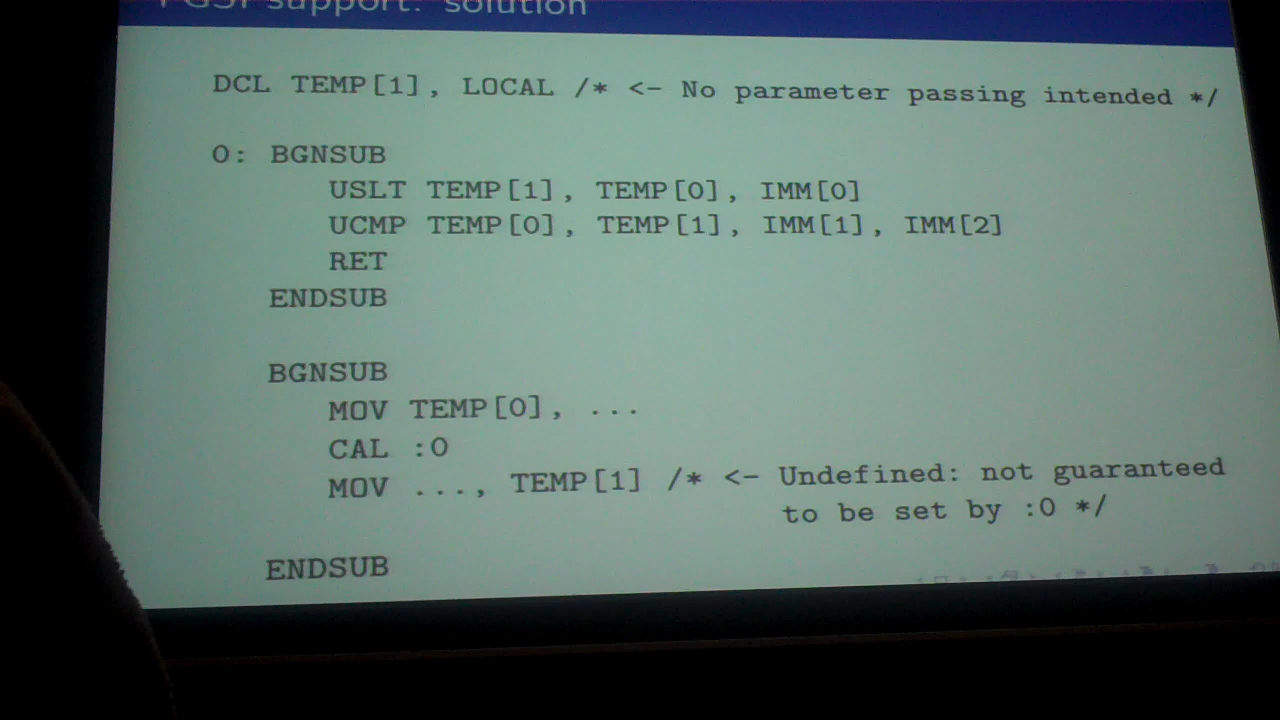 support: solution
DCL TEMP[1], LOCAL /* <- No parameter passing intended */
0: BGNSUB
USLT TEMP[1], TEMP[0], IMM[0]
UCMP TEMP[0], TEMP[1], IMM[1], IMM[2]
RET
ENDSUB
BGNSUB
MOV TEMP[0], ...
CAL :0
MOV ..., TEMP[1] /* <- Undefined: not guaranteed
to be set by :0 */
ENDSUB